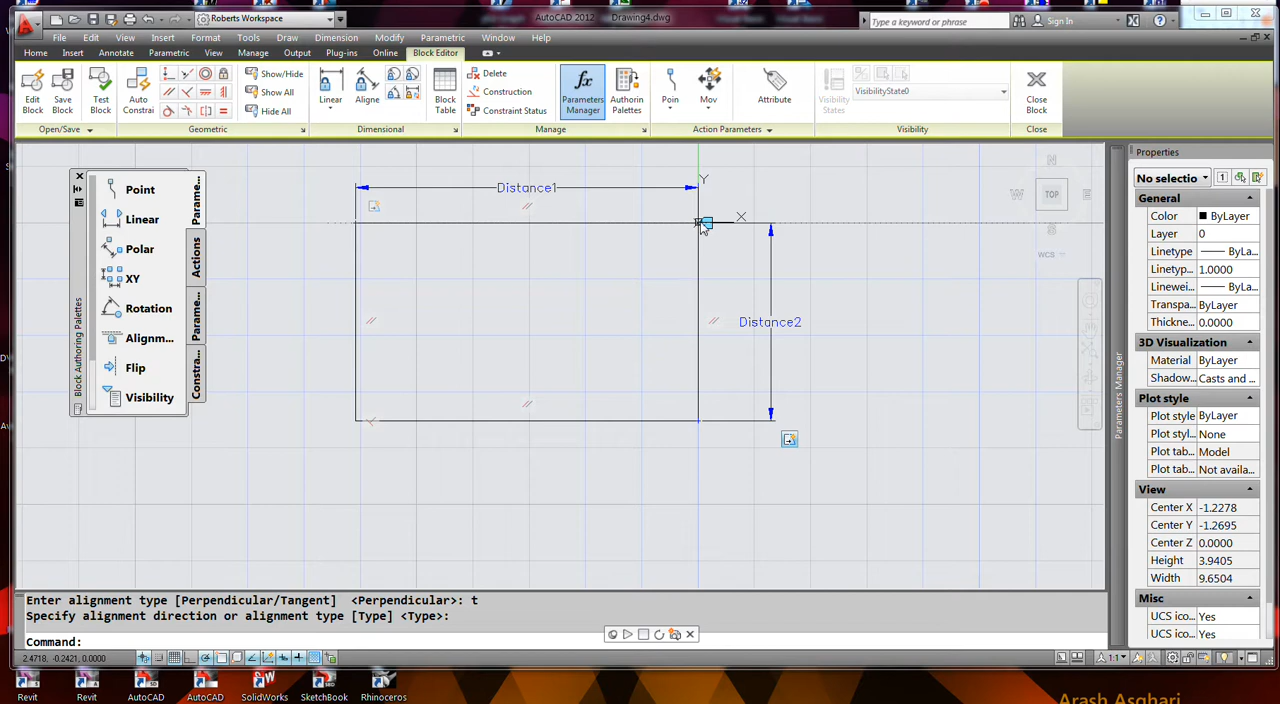 Roberts Workspace
AutoCAD 2012
Drawing4.dwg
Type a keyword or phrase
Sign In
File Edit View Insert Format Tools Draw Dimension Modify Parametric Window Help
Home Insert Annotate Parametric View Manage Output Plug-ins Online Block Editor
Edit Block
Save Block
Test Block
Auto Constrai
Show/Hide
Show All
Hide All
Linear
Aligne
Block Table
Delete
Construction
Constraint Status
Parameters Manager
Authorin Palettes
Poin
Mov
Attribute
Visibility States
VisibilityState0
Close Block
Open/Save
Geometric
Dimensional
Manage
Action Parameters
Visibility
Close
Block Authoring Palettes
Point
Linear
Polar
XY
Rotation
Alignm...
Flip
Visibility
Parame...
Actions
Parame...
Constra...
Distance1
Y
X
Distance2
N
W
TOP
E
S
WCS
Parameters Manager
Properties
No selectio
General
Color ByLayer
Layer 0
Linetype ByLa...
Linetyp... 1.0000
Linewei... ByLa...
Transpa... ByLayer
Thickne... 0.0000
3D Visualization
Material ByLayer
Shadow... Casts and ...
Plot style
Plot style ByLayer
Plot styl... None
Plot tab... Model
Plot tab... Not availa...
View
Center X -1.2278
Center Y -1.2695
Center Z 0.0000
Height 3.9405
Width 9.6504
Misc
UCS ico... Yes
UCS ico... Yes
Enter alignment type [Perpendicular/Tangent] <Perpendicular>: t
Specify alignment direction or alignment type [Type] <Type>:
Command:
2.4718, -0.2421, 0.0000
1:1
Revit Revit AutoCAD AutoCAD SolidWorks SketchBook Rhinoceros
Arash Asghari